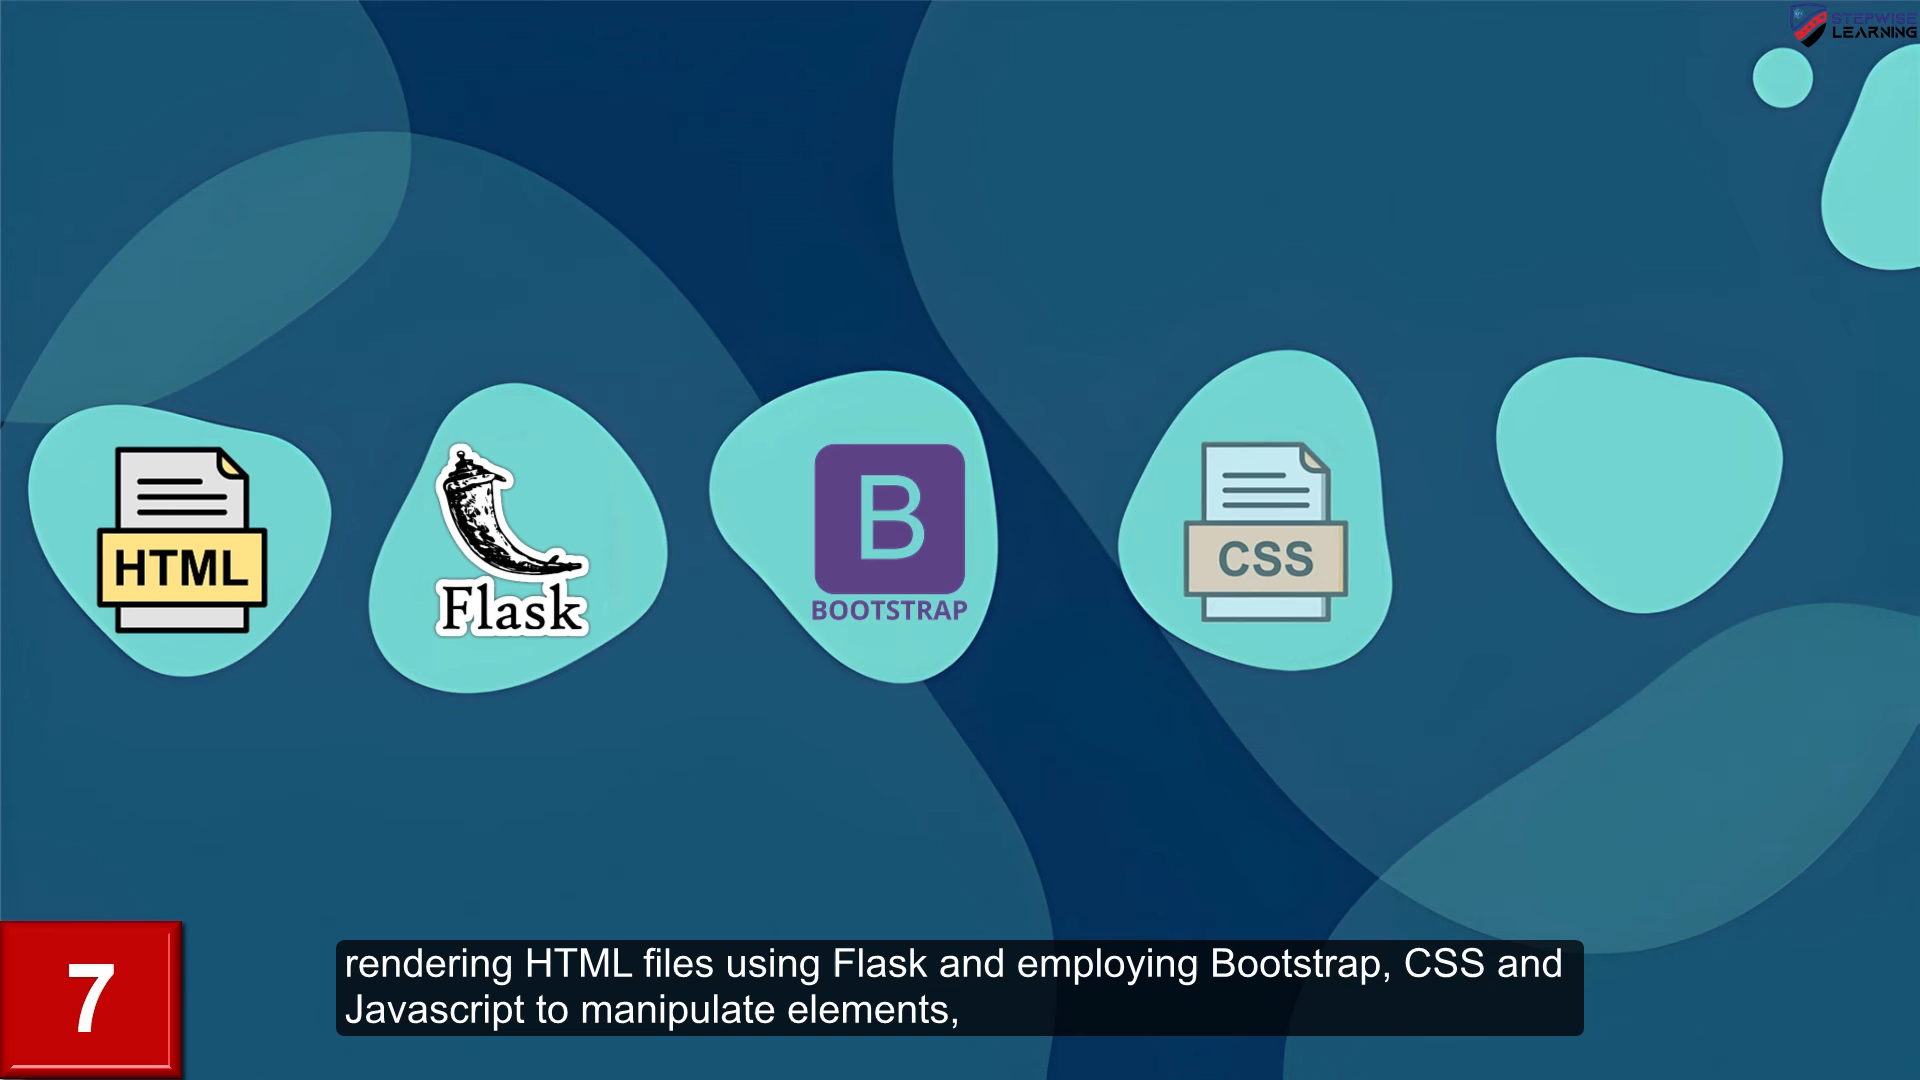 STEPWISE
LEARNING
HTML
Flask
B
BOOTSTRAP
CSS
7
rendering HTML files using Flask and employing Bootstrap, CSS and
Javascript to manipulate elements,